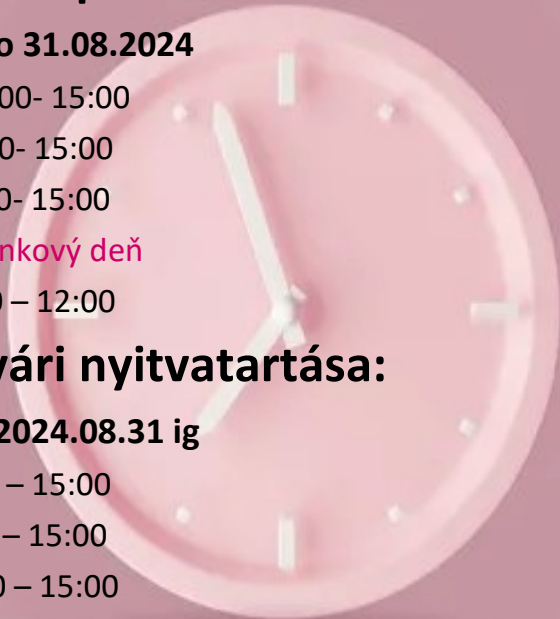 o 31.08.2024
00- 15:00
0- 15:00
0- 15:00
nkový deň
0 – 12:00
vári nyitvatartása:
2024.08.31 ig
– 15:00
– 15:00
0 – 15:00